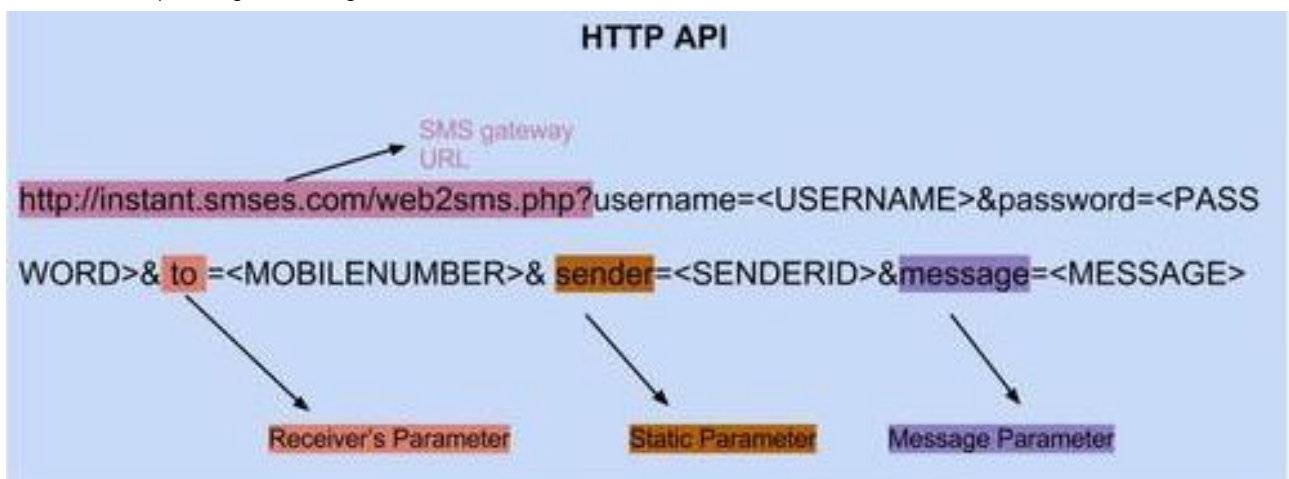 HTTP API
SMS gateway
URL
http://instant.smses.com/web2sms.php?username=<USERNAME>&password=<PASS
WORD>& to =<MOBILENUMBER>& sender=<SENDERID>&message=<MESSAGE>
Receiver's Parameter Static Parameter Message Parameter